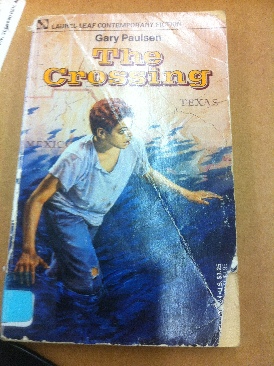 LAUREL-LEAF CONTEMPORARY FICTION
Gary Paulsen
The
Crossing
TEXAS
MEXICO